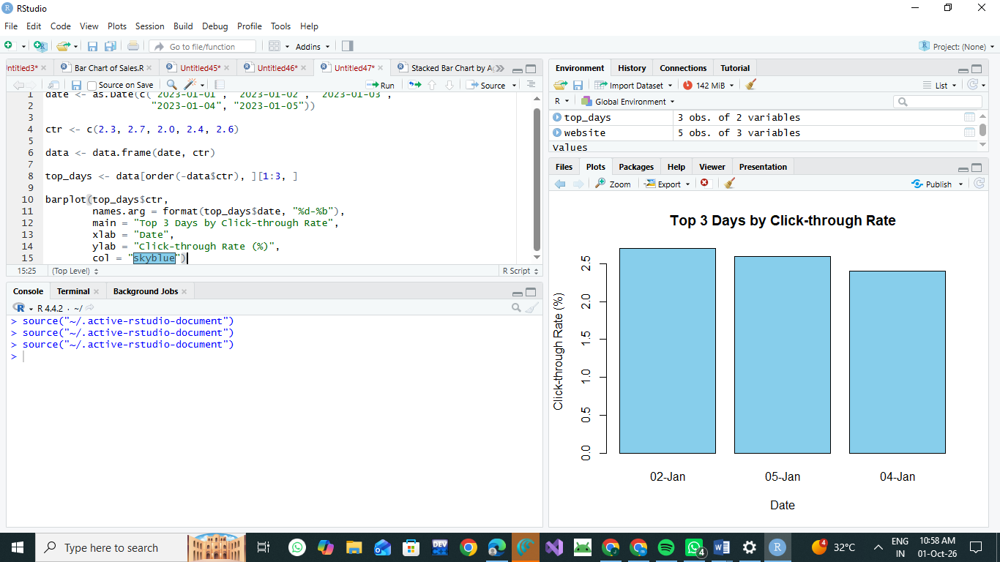 RStudio
File Edit Code View Plots Session Build Debug Profile Tools Help
Go to file/function Addins Project: (None)
ntitled3* Bar Chart of Sales.R Untitled45* Untitled46* Untitled47* Stacked Bar Chart by A
Source on Save Run Source
1 date <- as.Date(c("2023-01-01", "2023-01-02", "2023-01-03",
2 "2023-01-04", "2023-01-05"))
3
4 ctr <- c(2.3, 2.7, 2.0, 2.4, 2.6)
5
6 data <- data.frame(date, ctr)
7
8 top_days <- data[order(-data$ctr), ][1:3, ]
9
10 barplot(top_days$ctr,
11 names.arg = format(top_days$date, "%d-%b"),
12 main = "Top 3 Days by Click-through Rate",
13 xlab = "Date",
14 ylab = "Click-through Rate (%)",
15 col = "skyblue")
15:25 (Top Level) R Script
Console Terminal Background Jobs
R 4.4.2 · ~/
> source("~/.active-rstudio-document")
> source("~/.active-rstudio-document")
> source("~/.active-rstudio-document")
>
Environment History Connections Tutorial
Import Dataset 142 MiB List
R Global Environment
top_days 3 obs. of 2 variables
website 5 obs. of 3 variables
Values
Files Plots Packages Help Viewer Presentation
Zoom Export Publish
Top 3 Days by Click-through Rate
Click-through Rate (%)
2.5
2.0
1.5
1.0
0.5
0.0
02-Jan 05-Jan 04-Jan
Date
Type here to search
DEV
4
4
32°C
ENG
IN
10:58 AM
01-Oct-26